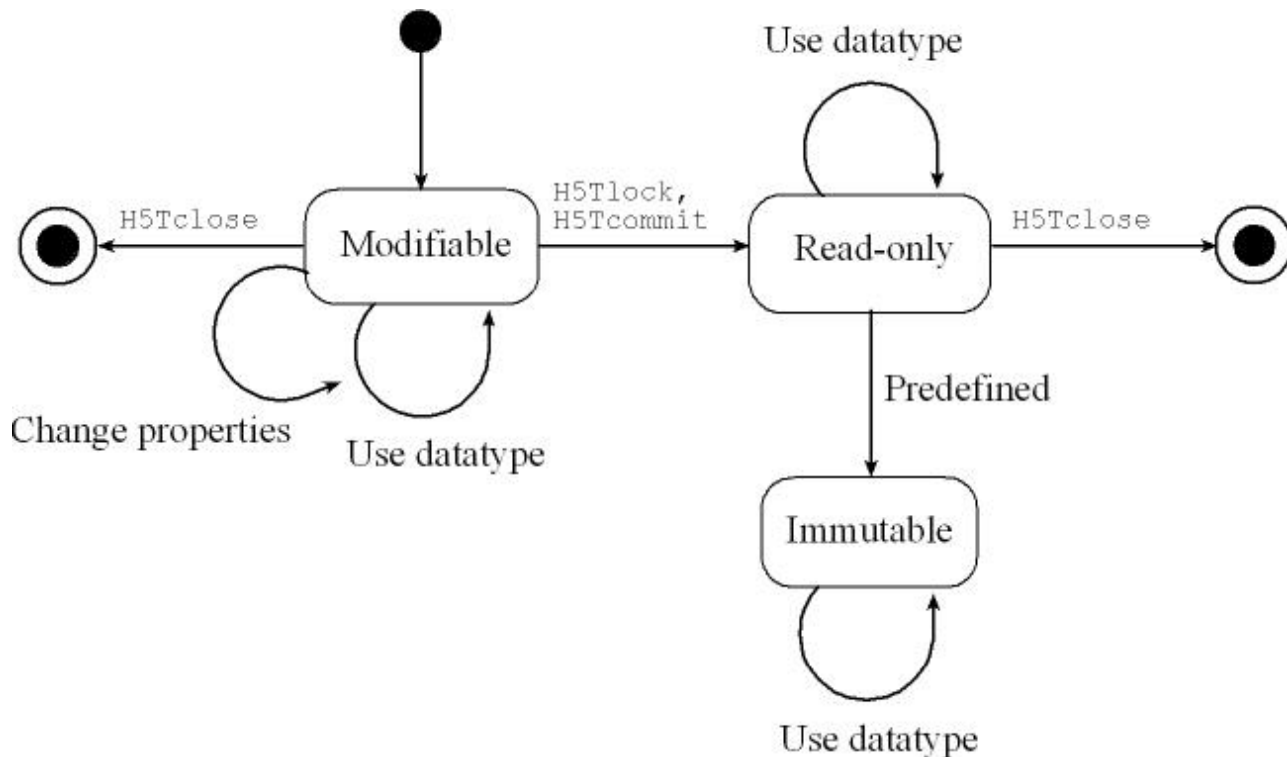 Use datatype
H5Tclose
Modifiable
H5Tlock,
H5Tcommit
Read-only
H5Tclose
Change properties
Use datatype
Predefined
Immutable
Use datatype